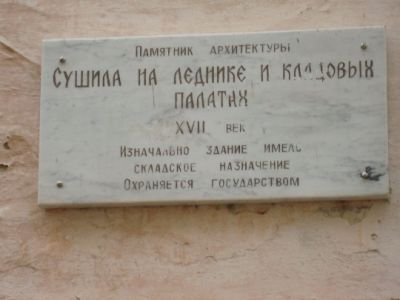 Памятник архитектуры
Сушила на леднике и кладовых
палатах
XVII век
Изначально здание имело
складское назначение
Охраняется государством